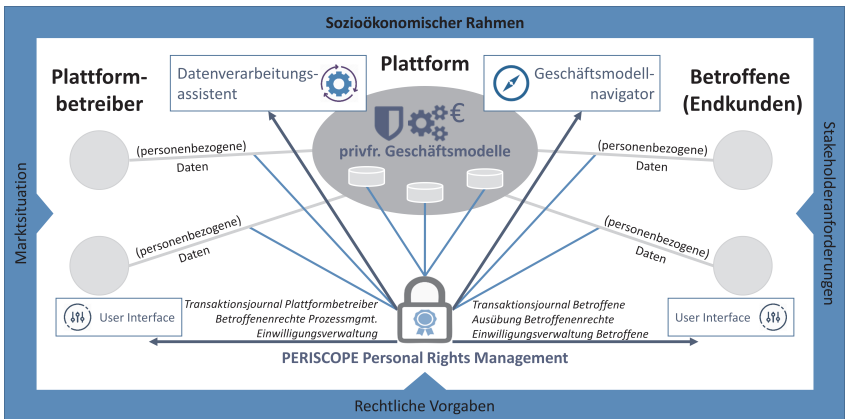 Sozioökonomischer Rahmen
Plattform-
betreiber
Datenverarbeitungs-
assistent
Plattform
Geschäftsmodell-
navigator
Betroffene
(Endkunden)
€
privfr. Geschäftsmodelle
(personenbezogene)
Daten
(personenbezogene)
Daten
(personenbezogene)
Daten
(personenbezogene)
Daten
Marktsituation
Stakeholderanforderungen
User Interface
Transaktionsjournal Plattformbetreiber
Betroffenenrechte Prozessmgmt.
Einwilligungsverwaltung
Transaktionsjournal Betroffene
Ausübung Betroffenenrechte
Einwilligungsverwaltung Betroffene
User Interface
PERISCOPE Personal Rights Management
Rechtliche Vorgaben